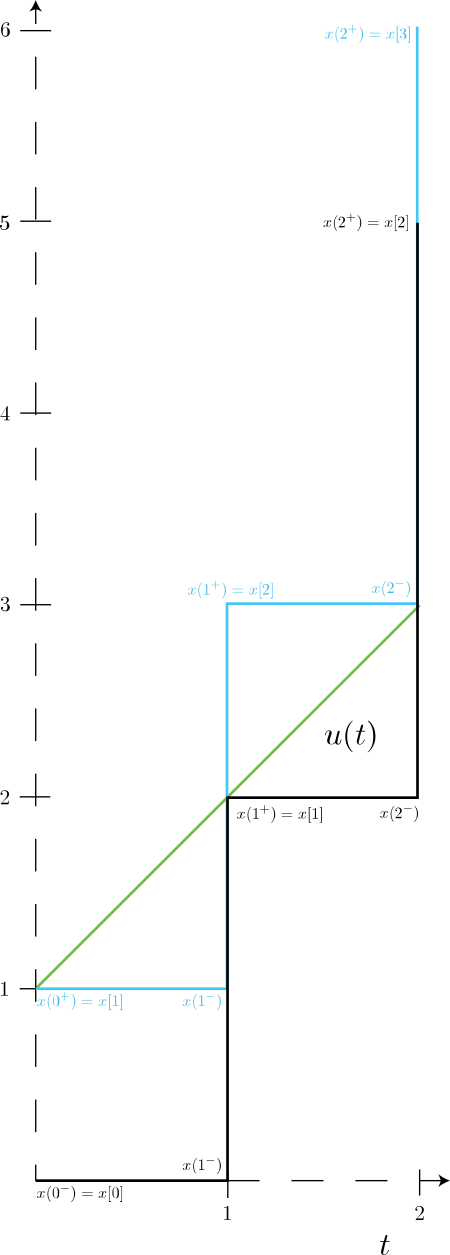 6
x(2⁺) = x[3]
5
x(2⁺) = x[2]
4
3
x(1⁺) = x[2]
x(2⁻)
u(t)
2
x(1⁺) = x[1]
x(2⁻)
1
x(0⁺) = x[1]
x(1⁻)
x(1⁻)
x(0⁻) = x[0]
1
2
t